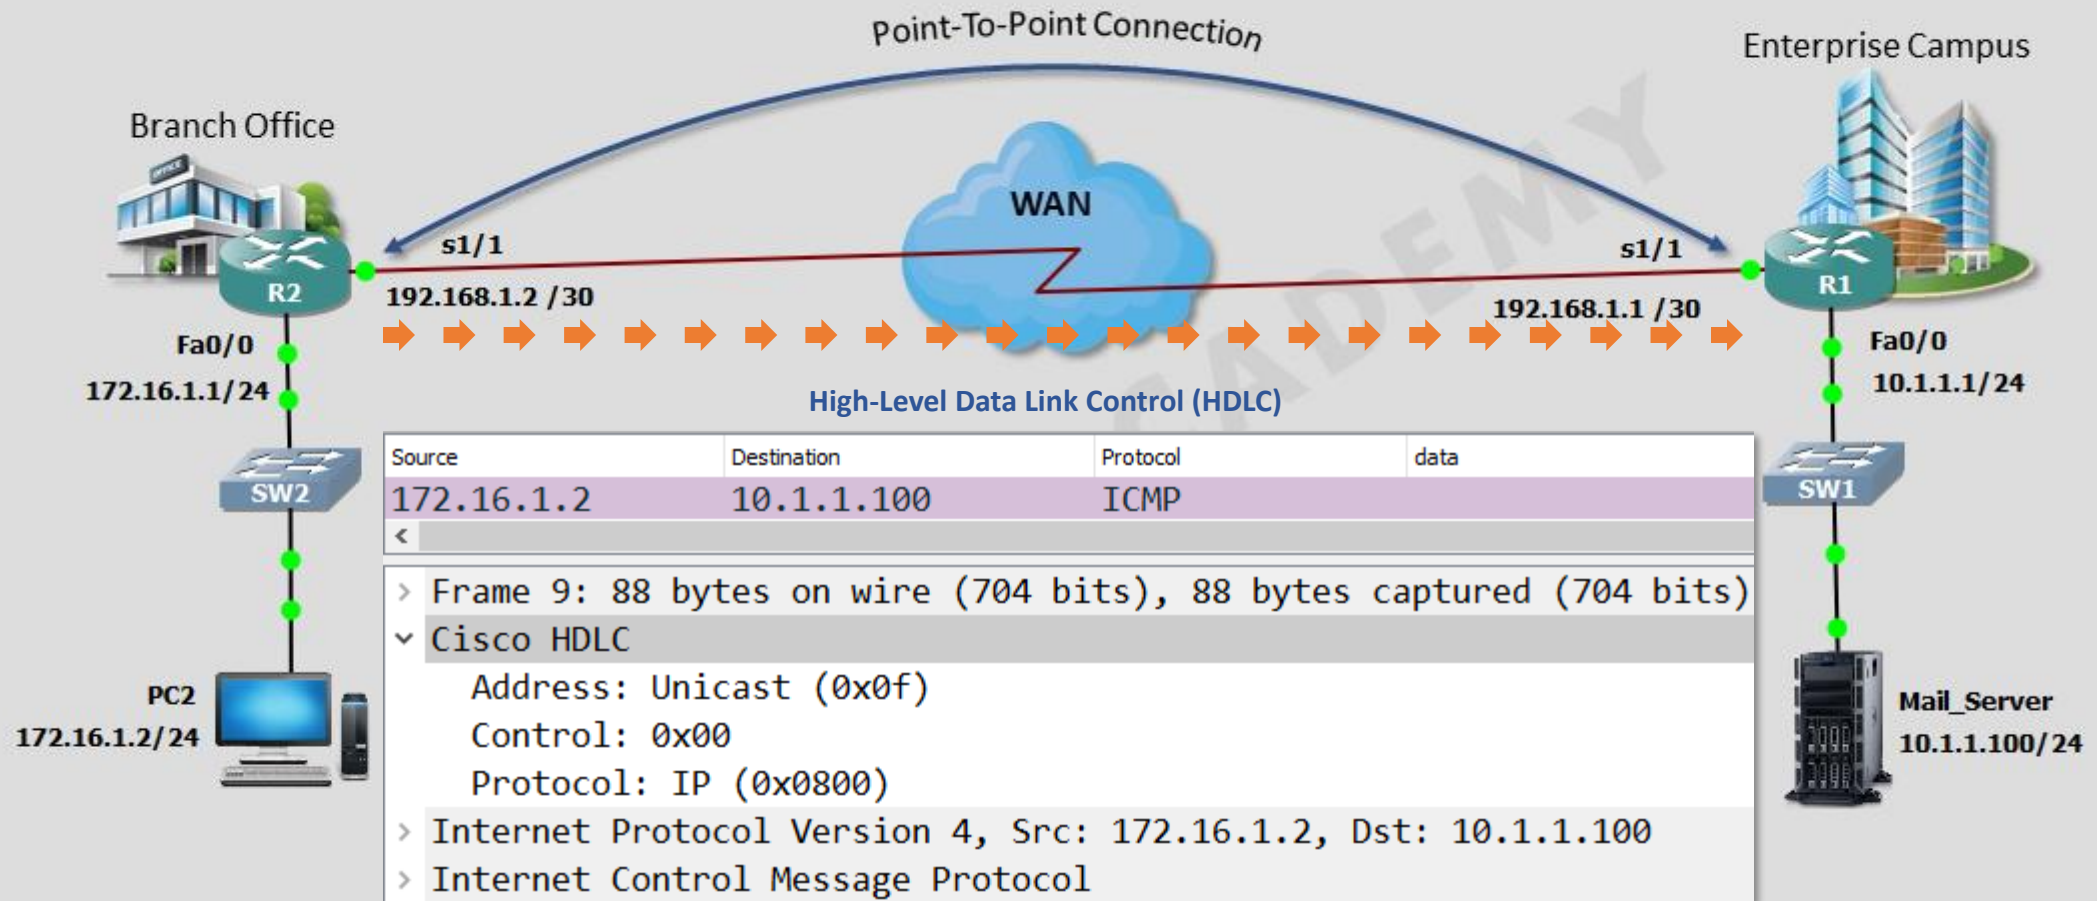 Point-To-Point Connection
Enterprise Campus
Branch Office
OFFICE
WAN
s1/1
s1/1
R2
R1
192.168.1.2 /30
192.168.1.1 /30
Fa0/0
172.16.1.1/24
Fa0/0
10.1.1.1/24
High-Level Data Link Control (HDLC)
CADEMY
Source Destination Protocol data
172.16.1.2 10.1.1.100 ICMP
SW2
SW1
<
> Frame 9: 88 bytes on wire (704 bits), 88 bytes captured (704 bits)
Cisco HDLC
Address: Unicast (0x0f)
Control: 0x00
Protocol: IP (0x0800)
> Internet Protocol Version 4, Src: 172.16.1.2, Dst: 10.1.1.100
> Internet Control Message Protocol
PC2
172.16.1.2/24
Mail_Server
10.1.1.100/24